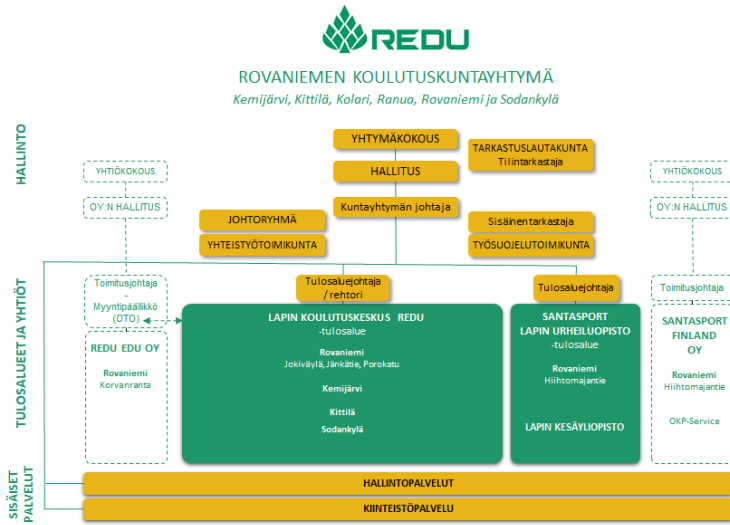 REDU
ROVANIEMEN KOULUTUSKUNTAYHTYMÄ
Kemijärvi, Kittilä, Kolari, Ranua, Rovaniemi ja Sodankylä
HALLINTO
YHTYMÄKOKOUS
TARKASTUSLAUTAKUNTA
Tilintarkastaja
YHTIÖKOKOUS
HALLITUS
YHTIÖKOKOUS
OY:N HALLITUS
Kuntayhtymän johtaja
OY:N HALLITUS
JOHTORYHMÄ
Sisäinen tarkastaja
YHTEISTYÖTOIMIKUNTA
TYÖSUOJELUTOIMIKUNTA
TULOSALUEET JA YHTIÖT
Toimitusjohtaja
–
Myyntipäällikkö
(OTO)
Tulosaluejohtaja
/ rehtori
Tulosaluejohtaja
Toimitusjohtaja
REDU EDU OY
Rovaniemi
Korvanranta
LAPIN KOULUTUSKESKUS REDU
-tulosalue
Rovaniemi
Jokiväylä, Jänkätie, Porokatu
Kemijärvi
Kittilä
Sodankylä
SANTASPORT
LAPIN URHEILUOPISTO
-tulosalue
Rovaniemi
Hiihtomajantie
LAPIN KESÄYLIOPISTO
SANTASPORT
FINLAND
OY
Rovaniemi
Hiihtomajantie
OKP-Service
SISÄISET
PALVELUT
HALLINTOPALVELUT
KIINTEISTÖPALVELU